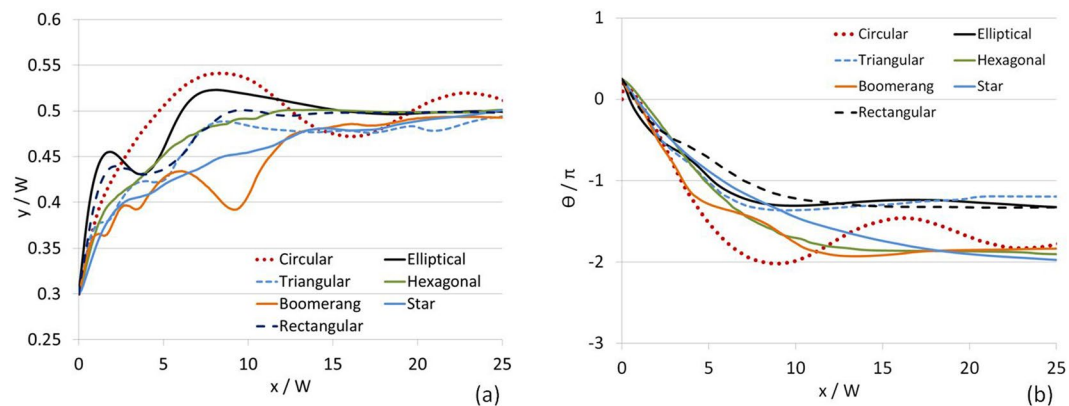 0.6
0.55
0.5
0.45
0.4
0.35
0.3
0.25
y / W
0 5 10 15 20 25
x / W
(a)
Circular Elliptical
Triangular Hexagonal
Boomerang Star
Rectangular
1
0
-1
-2
-3
Θ / π
0 5 10 15 20 25
x / W
(b)
Circular Elliptical
Triangular Hexagonal
Boomerang Star
Rectangular